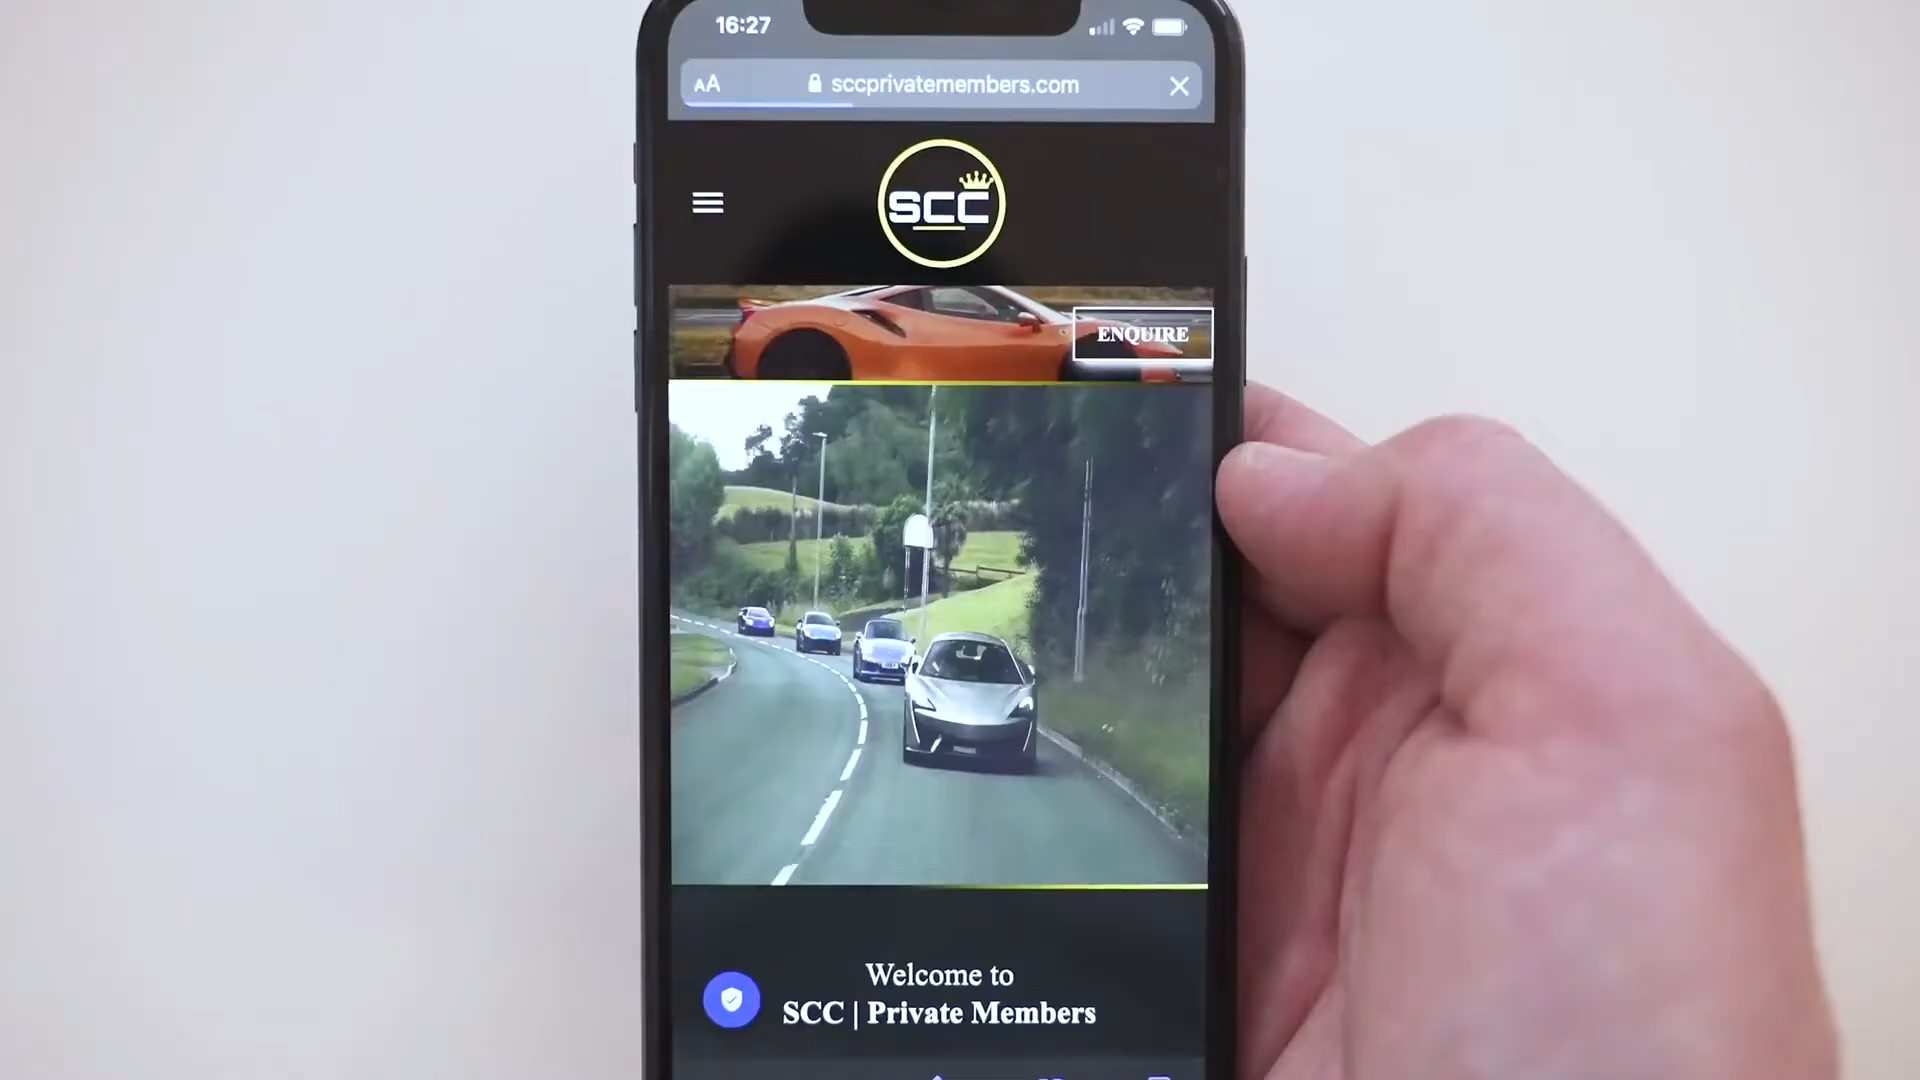 16:27
AA sccprivatemembers.com
SCC
ENQUIRE
Welcome to
SCC | Private Members